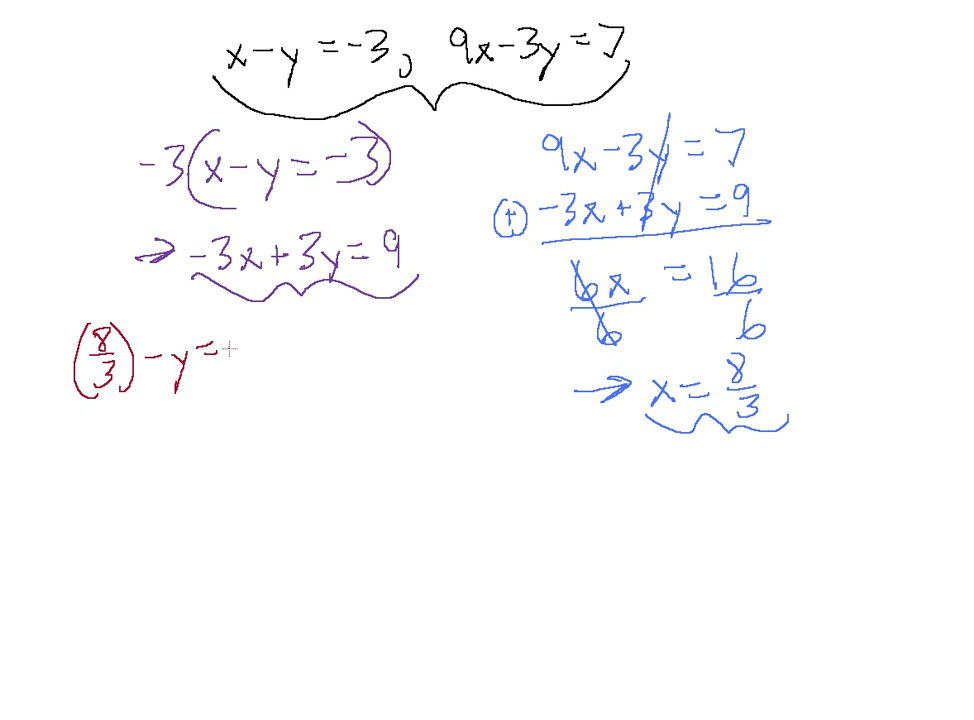 x - y = -3, 9x - 3y = 7
-3(x - y = -3)
→ -3x + 3y = 9
9x - 3y = 7
(+) -3x + 3y = 9
6x/6 = 16/6
→ x = 8/3
(8/3) - y =